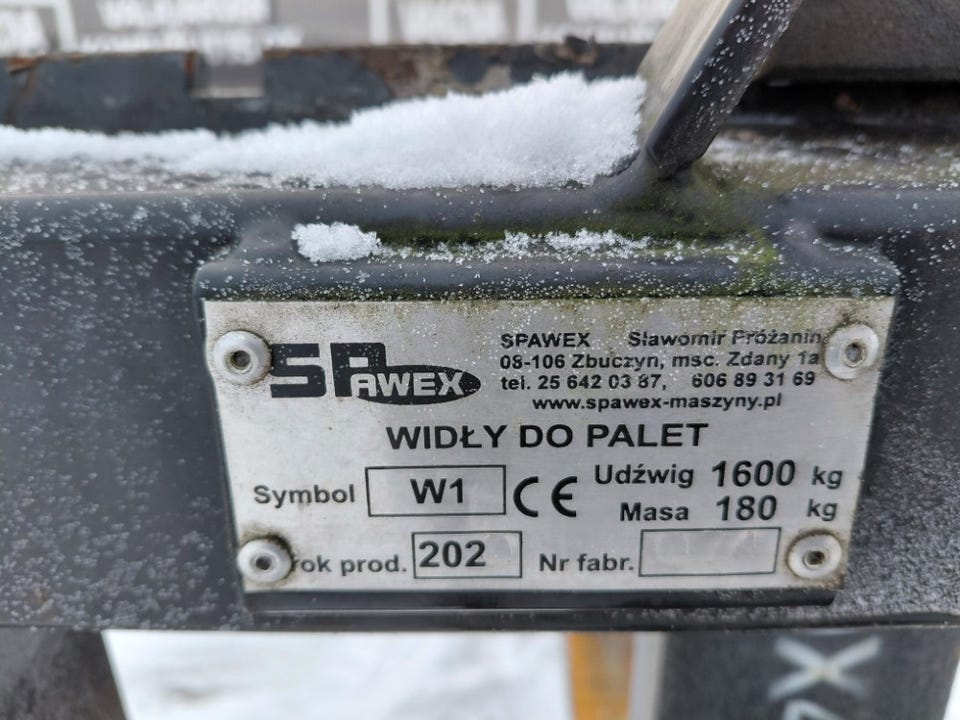 SPAWEX
SPAWEX Sławomir Próżanin
08-106 Zbuczyn, msc. Zdany 1a
tel. 25 642 03 87, 606 89 31 69
www.spawex-maszyny.pl
WIDŁY DO PALET
Symbol W1 CE Udźwig 1600 kg
Masa 180 kg
rok prod. 202 Nr fabr.